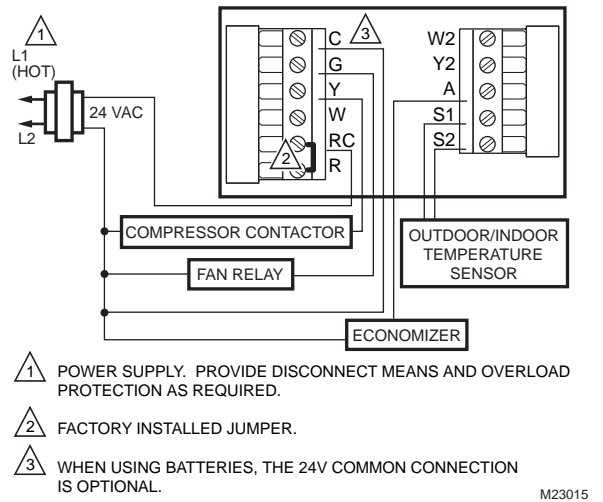 1
L1
(HOT)
L2
24 VAC
3
C
G
Y
W
RC
R
2
W2
Y2
A
S1
S2
COMPRESSOR CONTACTOR
FAN RELAY
OUTDOOR/INDOOR
TEMPERATURE
SENSOR
ECONOMIZER
1 POWER SUPPLY. PROVIDE DISCONNECT MEANS AND OVERLOAD
PROTECTION AS REQUIRED.
2 FACTORY INSTALLED JUMPER.
3 WHEN USING BATTERIES, THE 24V COMMON CONNECTION
IS OPTIONAL.
M23015